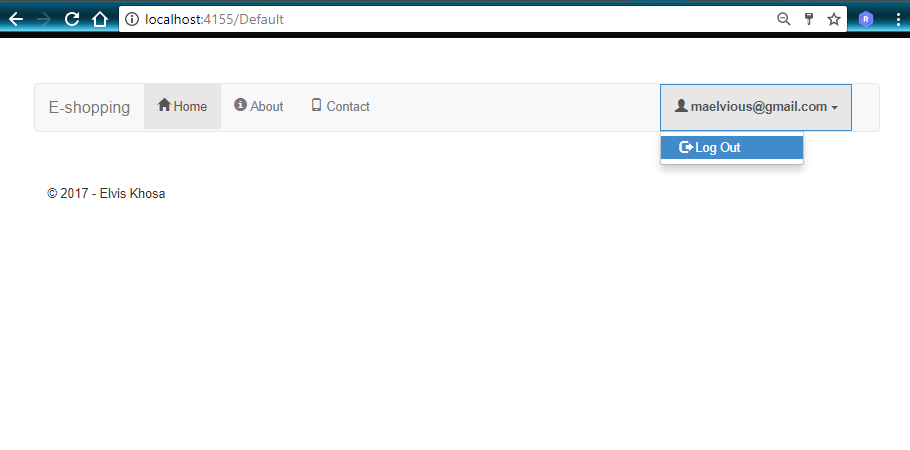 localhost:4155/Default
E-shopping Home About Contact maelvious@gmail.com
Log Out
© 2017 - Elvis Khosa